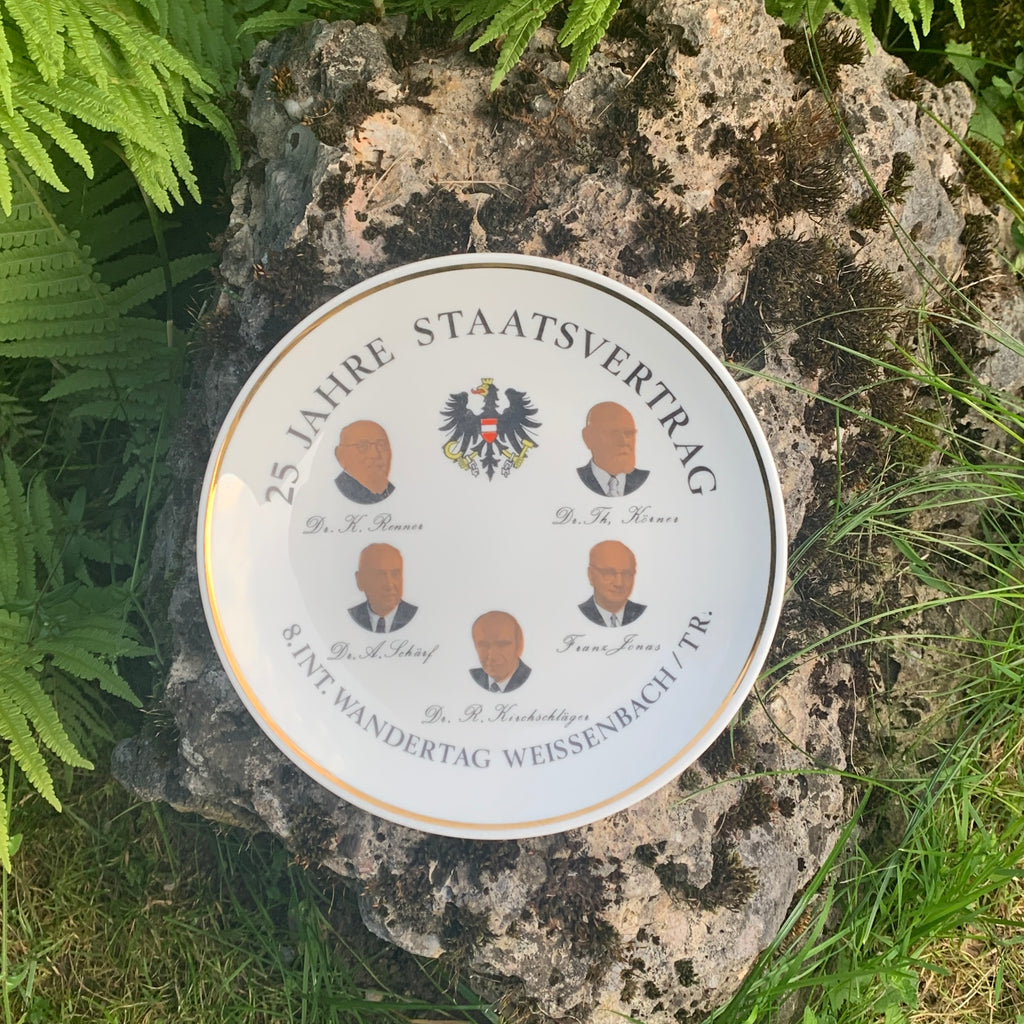 25 JAHRE STAATSVERTRAG
Dr. K. Renner
Dr. Th, Körner
Dr. A. Schärf
Franz Jonas
Dr. R. Kirchschläger
8. INT. WANDERTAG WEISSENBACH / TR.